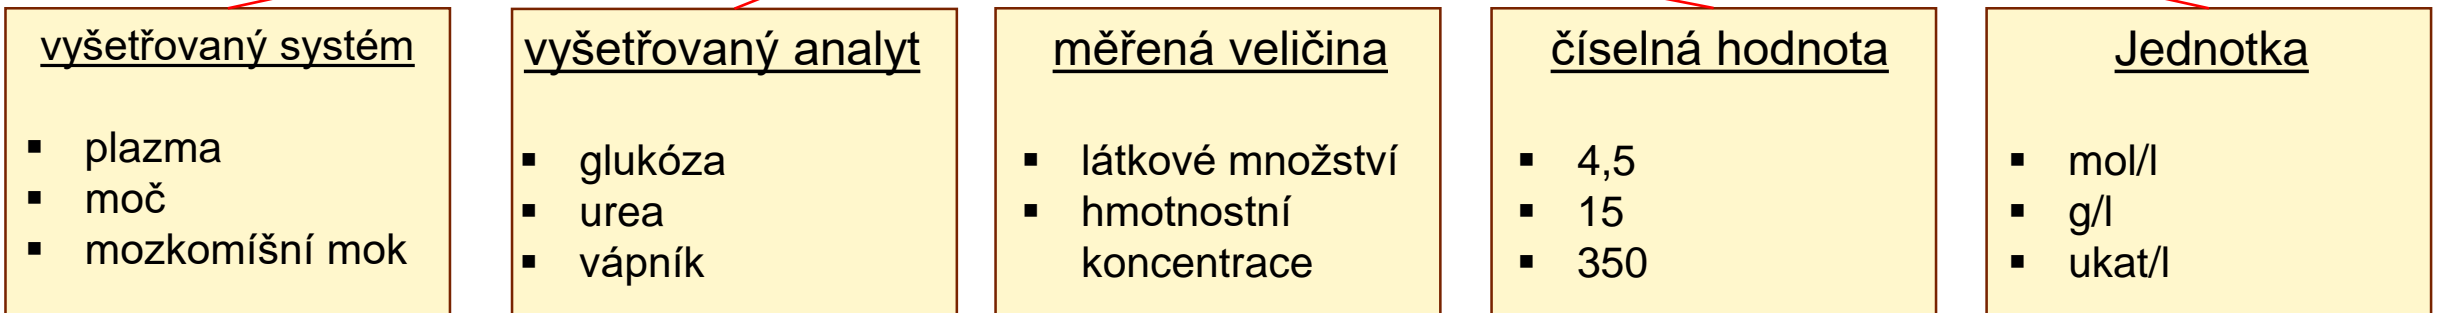 vyšetřovaný systém
▪ plazma
▪ moč
▪ mozkomíšní mok
vyšetřovaný analyt
▪ glukóza
▪ urea
▪ vápník
měřená veličina
▪ látkové množství
▪ hmotnostní
koncentrace
číselná hodnota
▪ 4,5
▪ 15
▪ 350
Jednotka
▪ mol/l
▪ g/l
▪ ukat/l